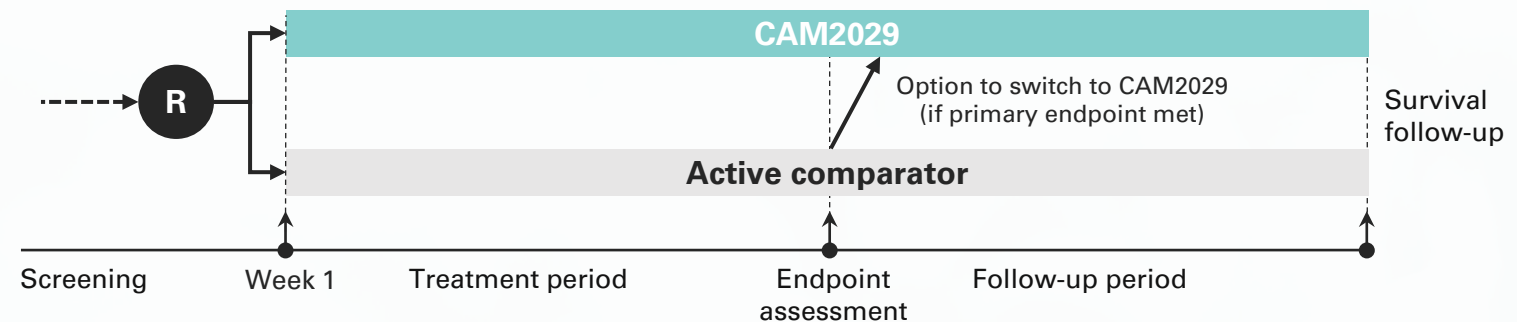 CAM2029
R
Option to switch to CAM2029
(if primary endpoint met)
Survival
follow-up
Active comparator
Screening
Week 1
Treatment period
Endpoint
assessment
Follow-up period